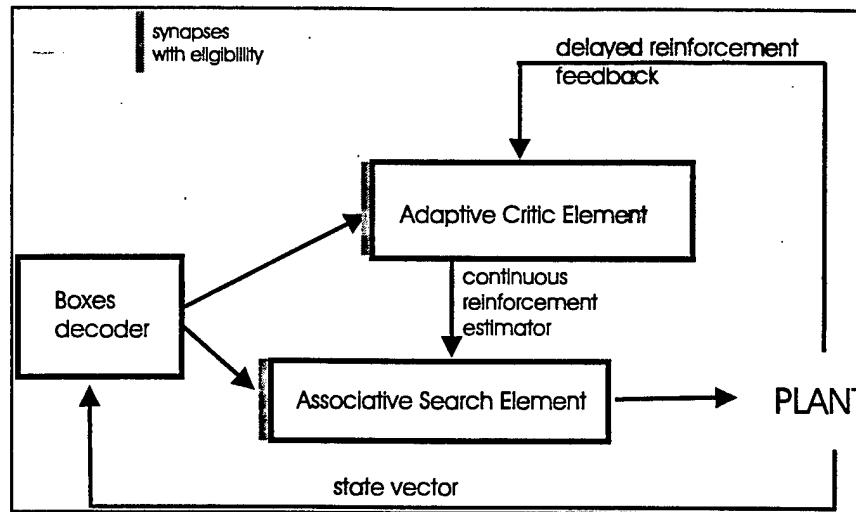 synapses
with eligibility
delayed reinforcement
feedback
Adaptive Critic Element
continuous
reinforcement
estimator
Boxes
decoder
Associative Search Element
PLANT
state vector